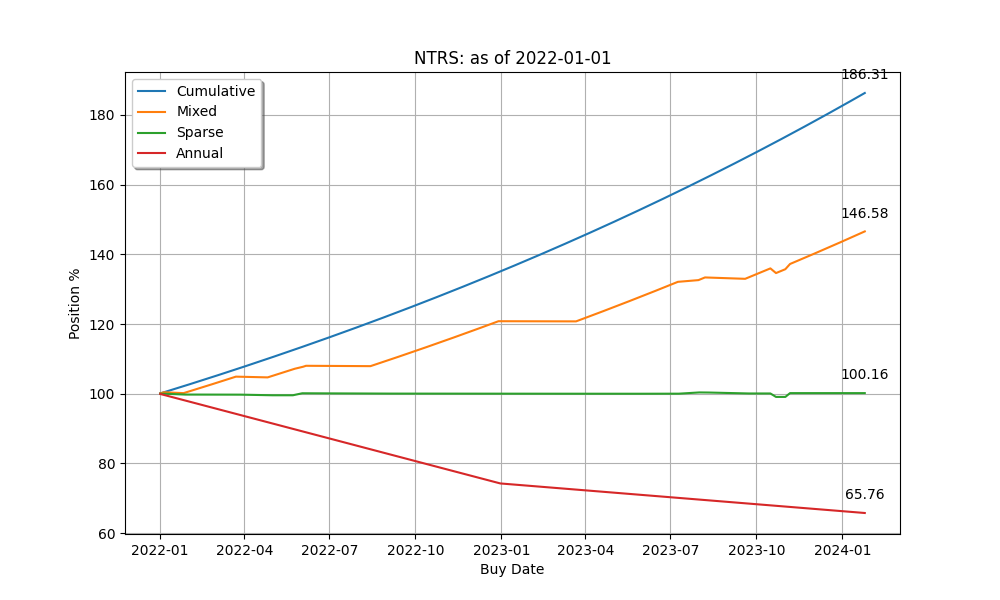 NTRS: as of 2022-01-01
186.31
Cumulative
Mixed
Sparse
Annual
180
160
146.58
140
120
100.16
100
80
65.76
60
Position %
2022-01 2022-04 2022-07 2022-10 2023-01 2023-04 2023-07 2023-10 2024-01
Buy Date